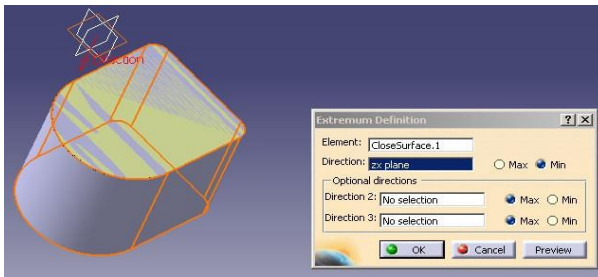 Extremum Definition
Element: CloseSurface.1
Direction: zx plane Max Min
Optional directions
Direction 2: No selection Max Min
Direction 3: No selection Max Min
OK Cancel Preview